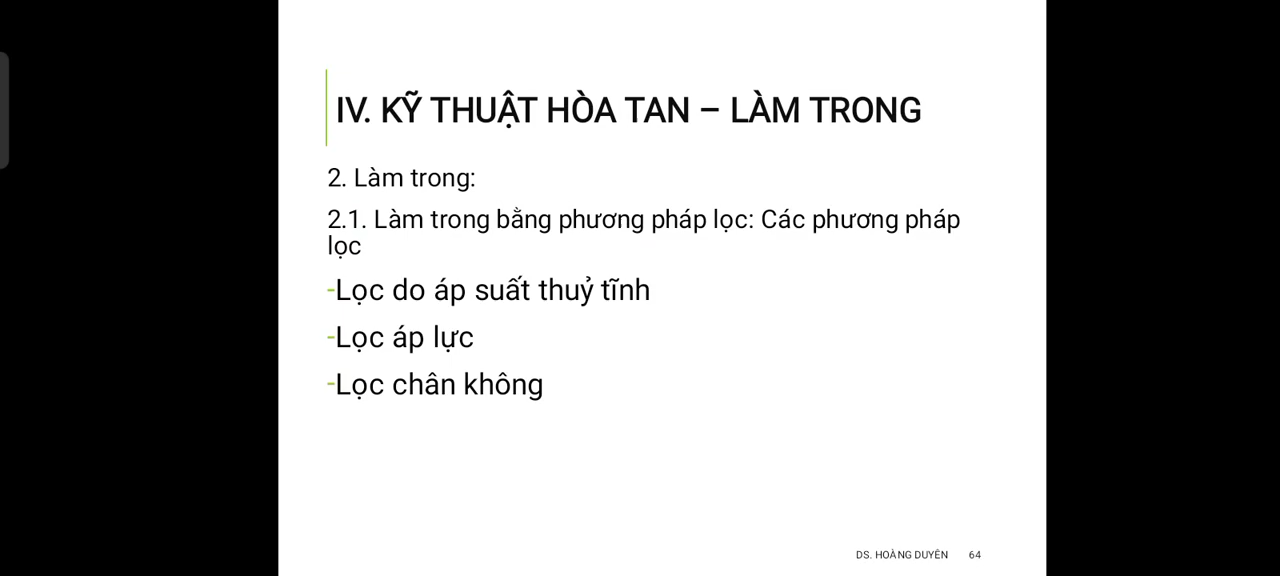 IV. KỸ THUẬT HÒA TAN – LÀM TRONG
2. Làm trong:
2.1. Làm trong bằng phương pháp lọc: Các phương pháp
lọc
-Lọc do áp suất thuỷ tĩnh
-Lọc áp lực
-Lọc chân không
DS. HOÀNG DUYÊN 64